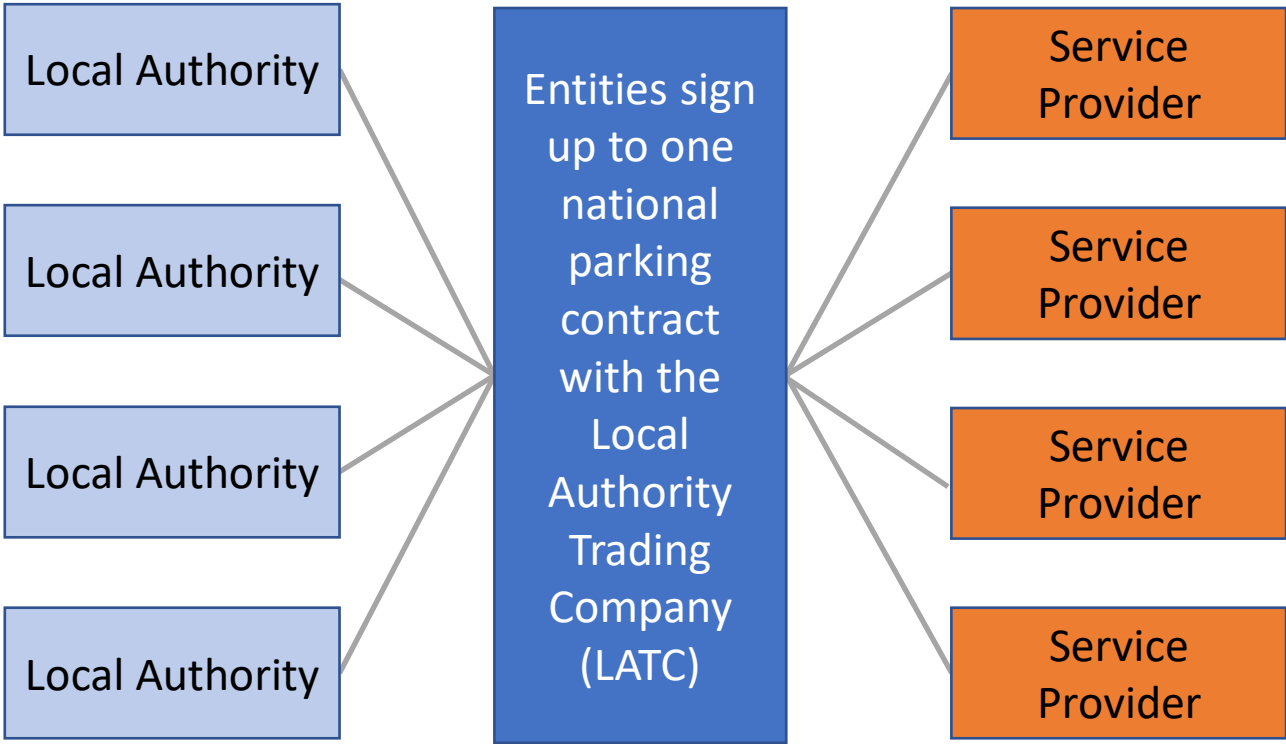 Local Authority
Local Authority
Local Authority
Local Authority
Entities sign
up to one
national
parking
contract
with the
Local
Authority
Trading
Company
(LATC)
Service
Provider
Service
Provider
Service
Provider
Service
Provider